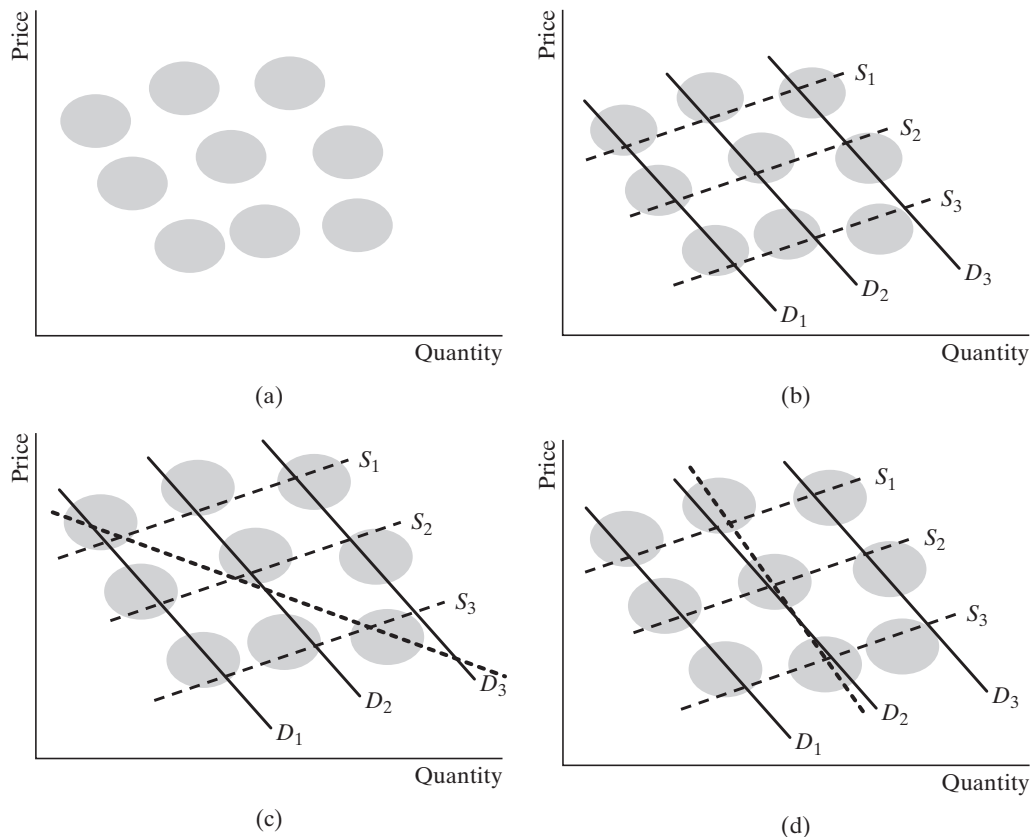 Price
Quantity
(a)
Price
S1
S2
S3
D3
D2
D1
Quantity
(b)
Price
S1
S2
S3
D3
D2
D1
Quantity
(c)
Price
S1
S2
S3
D3
D2
D1
Quantity
(d)